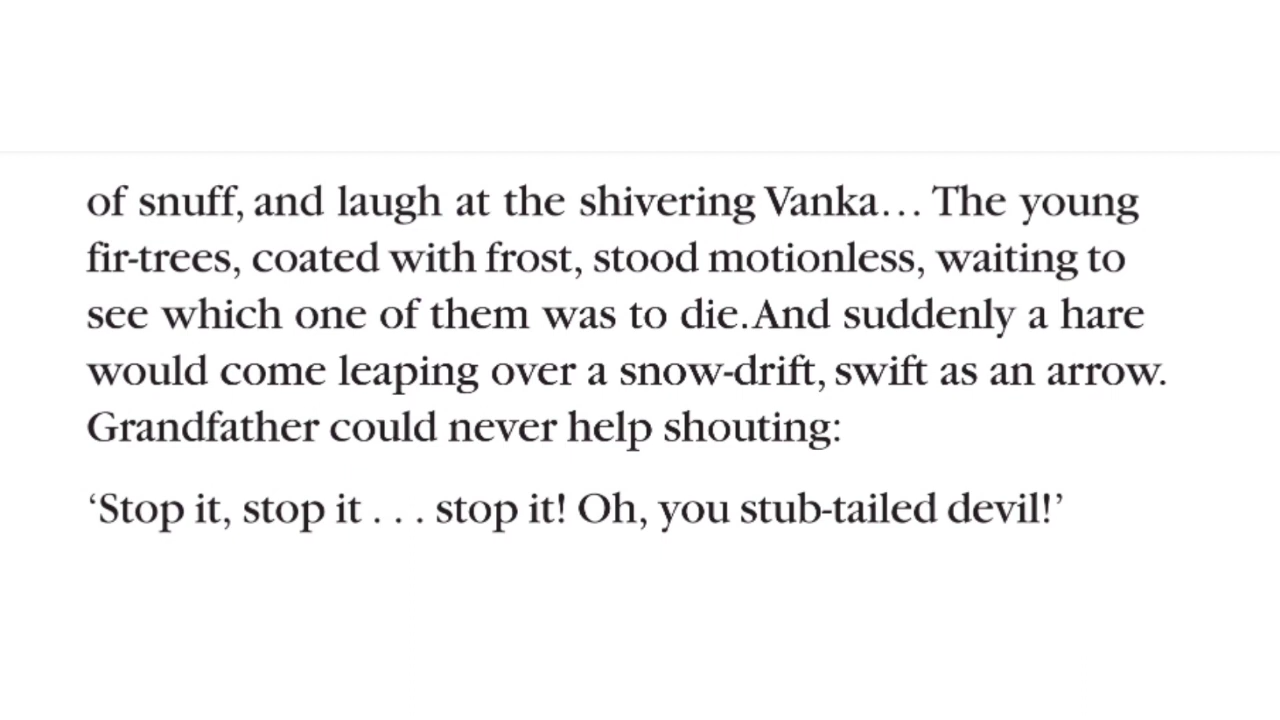 of snuff, and laugh at the shivering Vanka... The young
fir-trees, coated with frost, stood motionless, waiting to
see which one of them was to die.And suddenly a hare
would come leaping over a snow-drift, swift as an arrow.
Grandfather could never help shouting:
‘Stop it, stop it . . . stop it! Oh, you stub-tailed devil!’